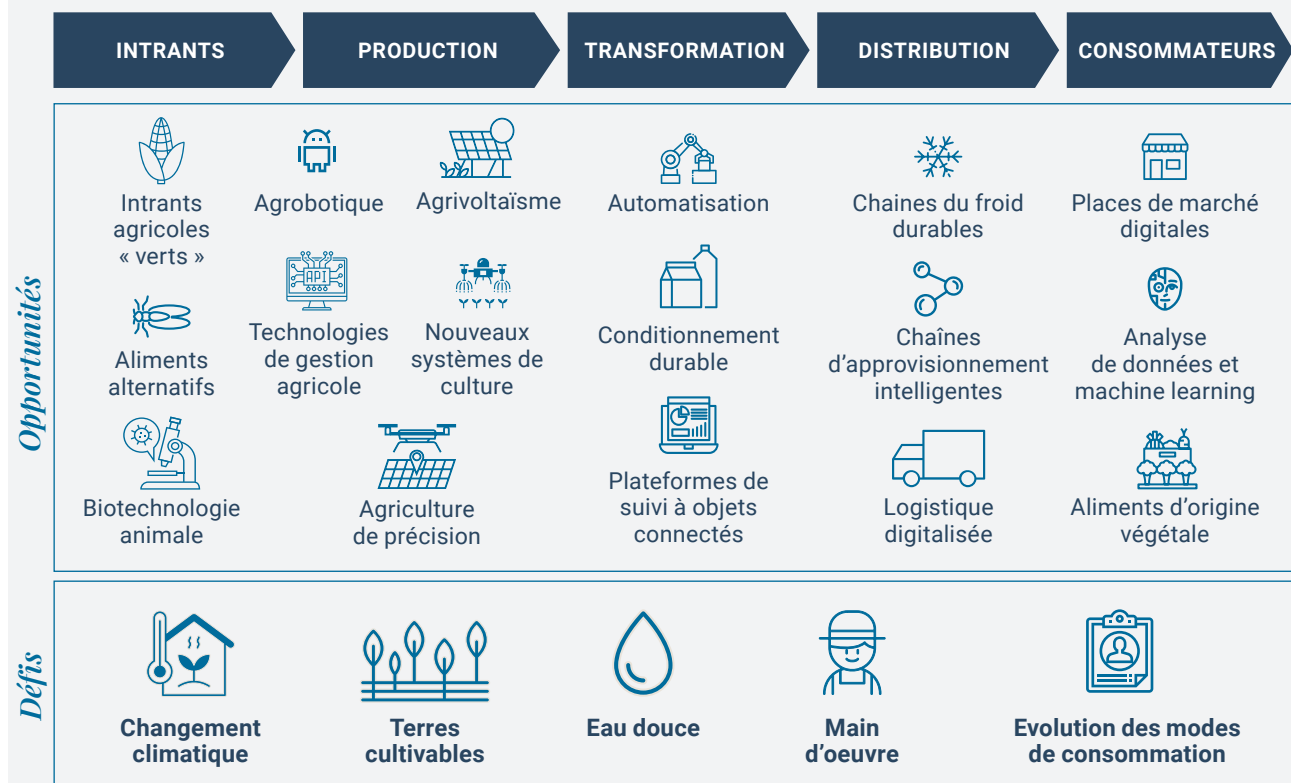 INTRANTS
PRODUCTION
TRANSFORMATION
DISTRIBUTION
CONSOMMATEURS
Opportunités
Intrants
agricoles
« verts »
Aliments
alternatifs
Biotechnologie
animale
Agrobotique
Agrivoltaïsme
API
Technologies
de gestion
agricole
Nouveaux
systèmes de
culture
Agriculture
de précision
Automatisation
Conditionnement
durable
Plateformes de
suivi à objets
connectés
Chaines du froid
durables
Chaînes
d’approvisionnement
intelligentes
Logistique
digitalisée
Places de marché
digitales
Analyse
de données et
machine learning
Aliments d’origine
végétale
Défis
Changement
climatique
Terres
cultivables
Eau douce
Main
d’oeuvre
Evolution des modes
de consommation